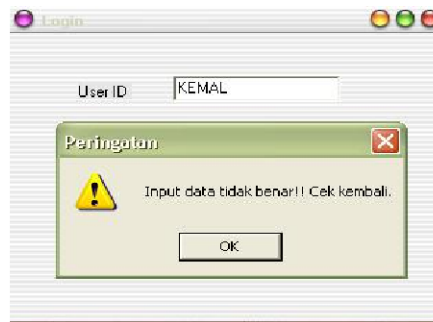 Login
User ID
KEMAL
Peringatan
Input data tidak benar!! Cek kembali.
OK